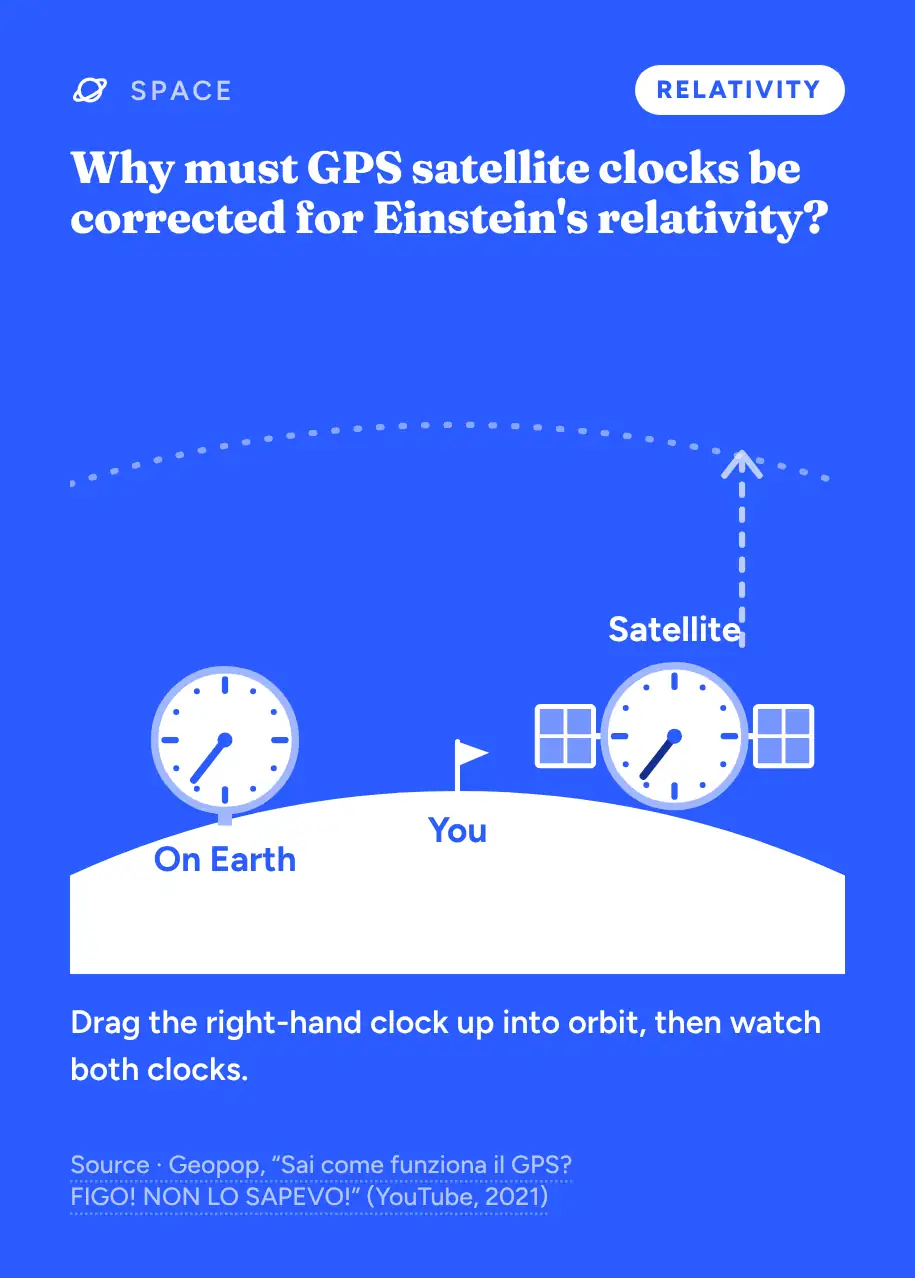 SPACE
RELATIVITY
Why must GPS satellite clocks be
corrected for Einstein's relativity?
Satellite
You
On Earth
Drag the right-hand clock up into orbit, then watch
both clocks.
Source · Geopop, “Sai come funziona il GPS?
FIGO! NON LO SAPEVO!” (YouTube, 2021)